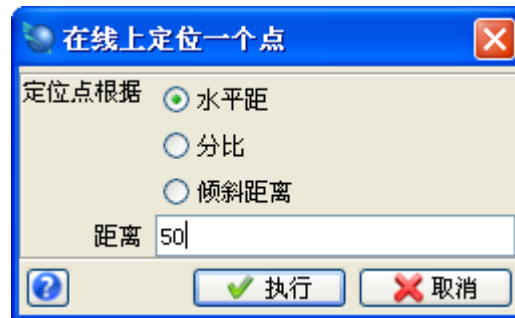 在线上定位一个点
定位点根据 水平距
分比
倾斜距离
距离 50
执行 取消